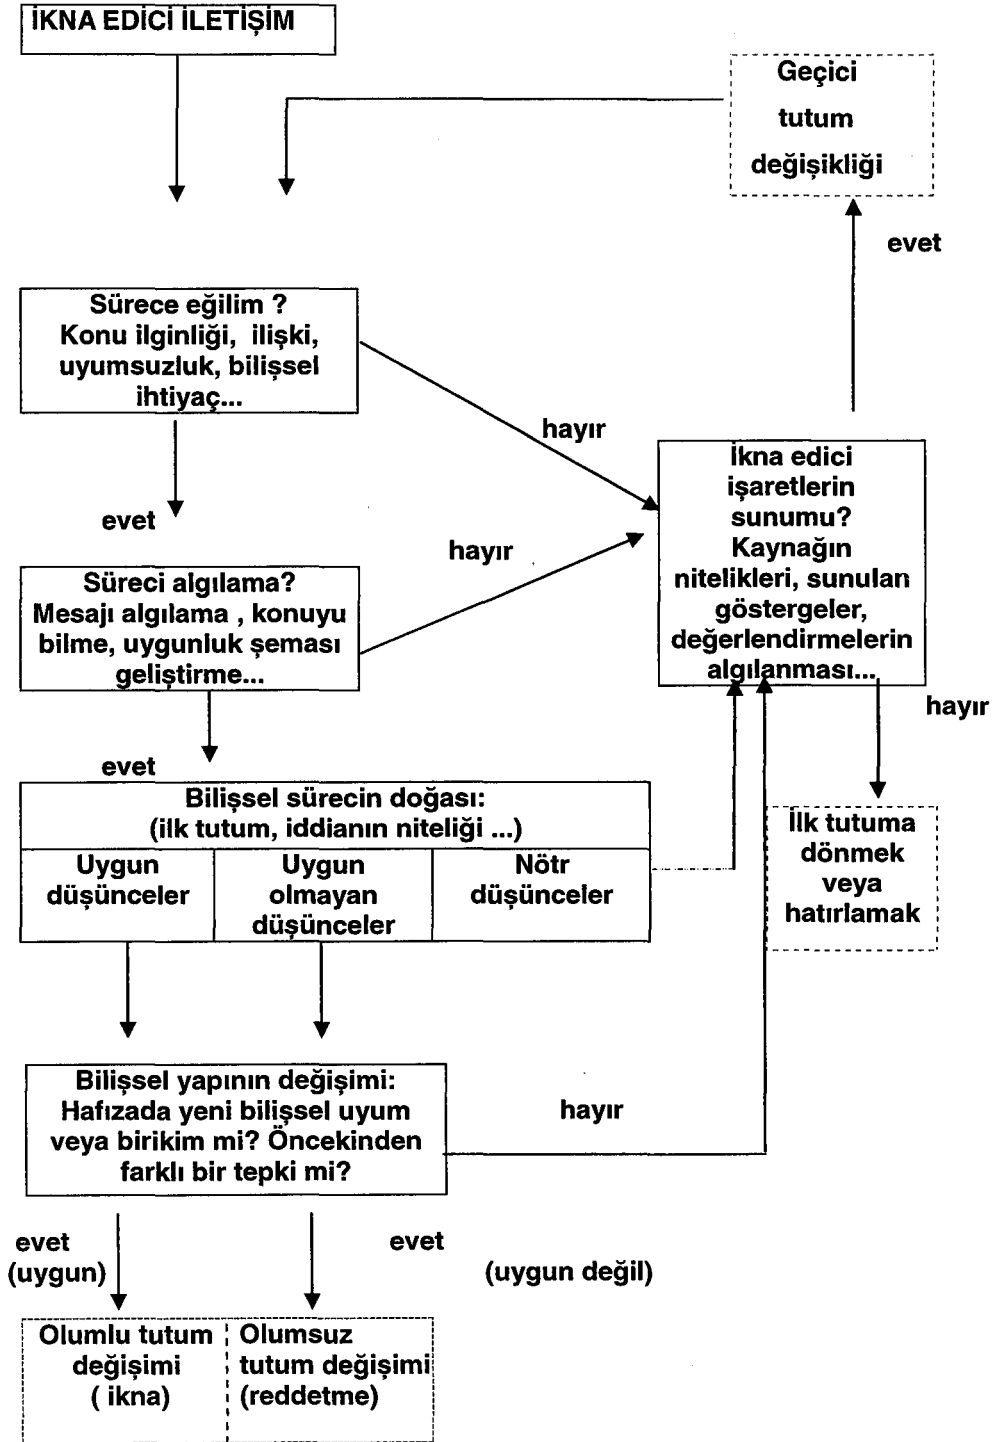 İKNA EDİCİ İLETİŞİM
Geçici
tutum
değişikliği
evet
Sürece eğilim ?
Konu ilginliği, ilişki,
uyumsuzluk, bilişsel
ihtiyaç...
hayır
evet
İkna edici
işaretlerin
sunumu?
Kaynağın
nitelikleri, sunulan
göstergeler,
değerlendirmelerin
algılanması...
hayır
Süreci algılama?
Mesajı algılama , konuyu
bilme, uygunluk şeması
geliştirme...
hayır
evet
Bilişsel sürecin doğası:
(ilk tutum, iddianın niteliği ...)
Uygun
düşünceler
Uygun
olmayan
düşünceler
Nötr
düşünceler
İlk tutuma
dönmek
veya
hatırlamak
Bilişsel yapının değişimi:
Hafızada yeni bilişsel uyum
veya birikim mi? Öncekinden
farklı bir tepki mi?
hayır
evet
(uygun)
evet
(uygun değil)
Olumlu tutum
değişimi
( ikna)
Olumsuz
tutum değişimi
(reddetme)